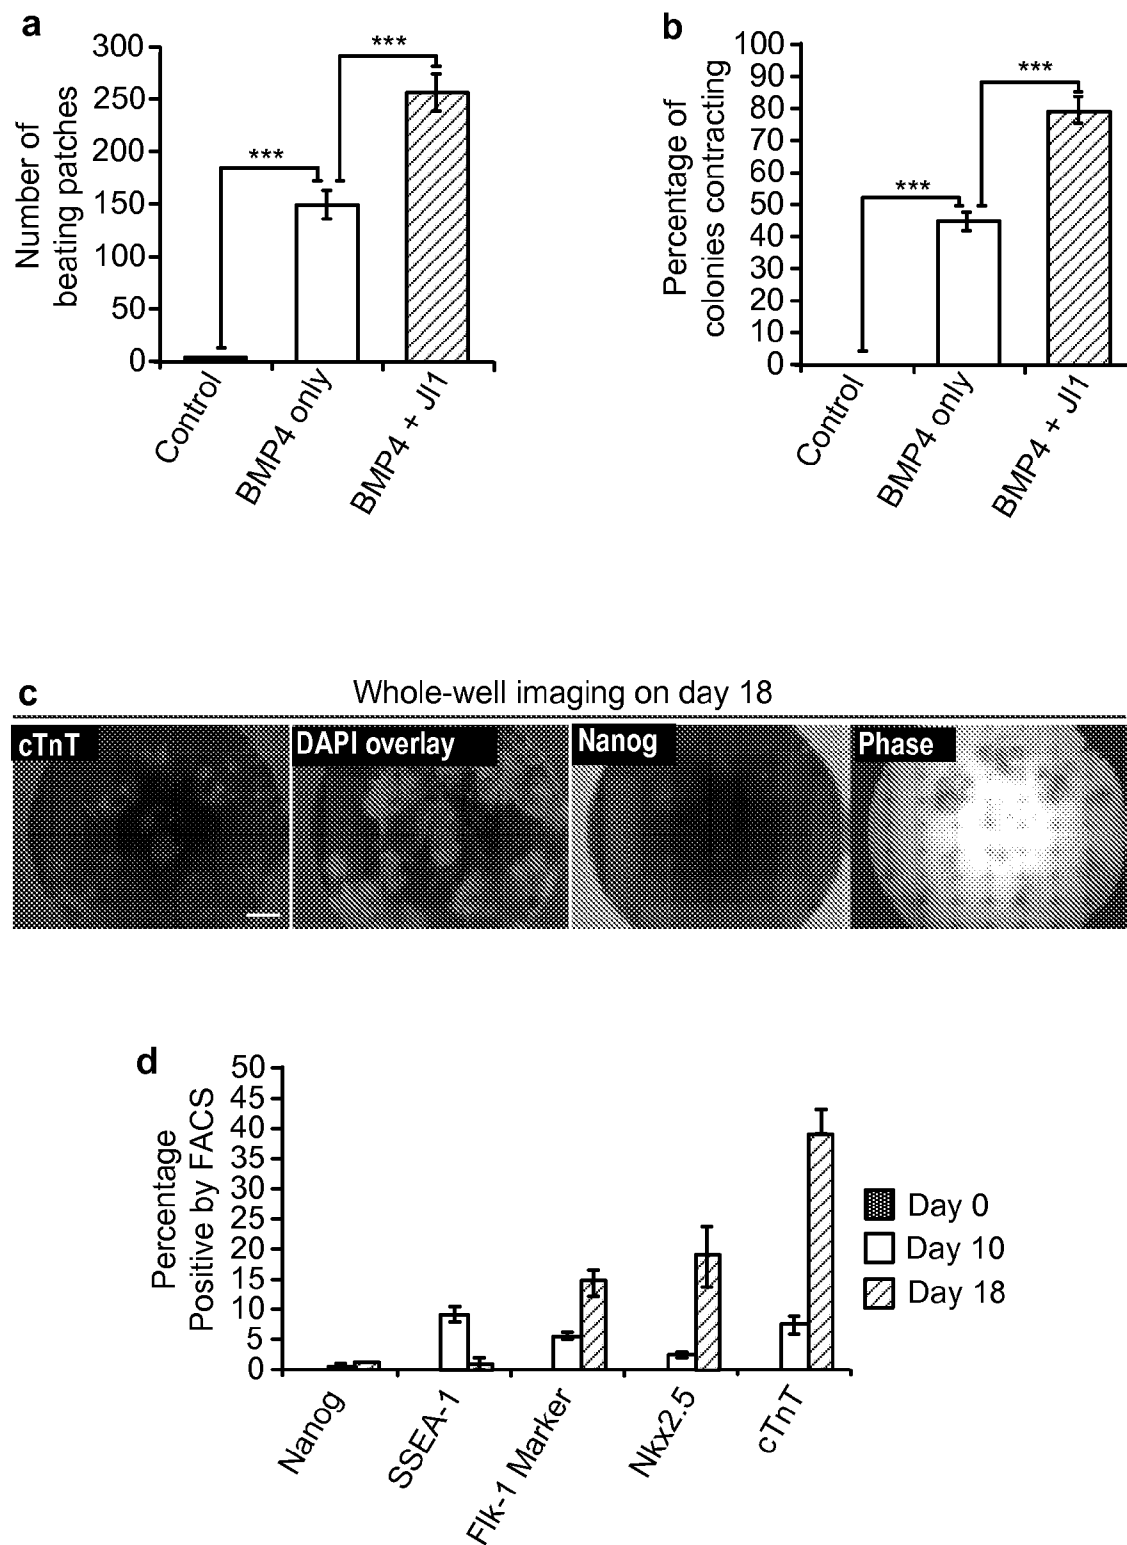 a
Number of
beating patches
300
250
200
150
100
50
0
***
***
Control
BMP4 only
BMP4 + JI1
b
Percentage of
colonies contracting
100
90
80
70
60
50
40
30
20
10
0
***
***
Control
BMP4 only
BMP4 + JI1
c
Whole-well imaging on day 18
cTnT
DAPI overlay
Nanog
Phase
d
Percentage
Positive by FACS
50
45
40
35
30
25
20
15
10
5
0
Nanog
SSEA-1
Flk-1 Marker
Nkx2.5
cTnT
Day 0
Day 10
Day 18